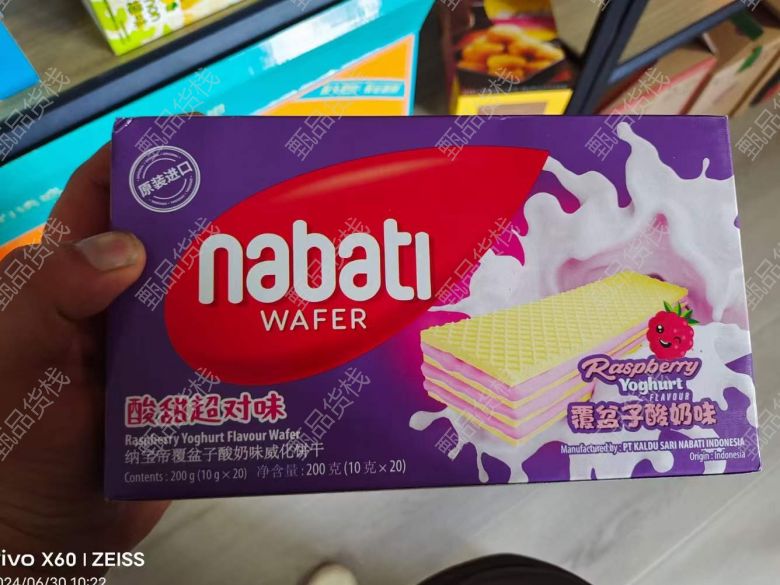 原装进口
nabati
WAFER
酸甜超对味
Raspberry Yoghurt Flavour Wafer
纳宝帝覆盆子酸奶味威化饼干
Contents : 200 g (10 g × 20) 净含量: 200 克 (10 克 × 20)
Raspberry
Yoghurt
FLAVOUR
覆盆子酸奶味
Manufactured by : PT KALDU SARI NABATI INDONESIA
Origin : Indonesia
甄品货栈
vivo X60 | ZEISS
2024/06/30 10:22